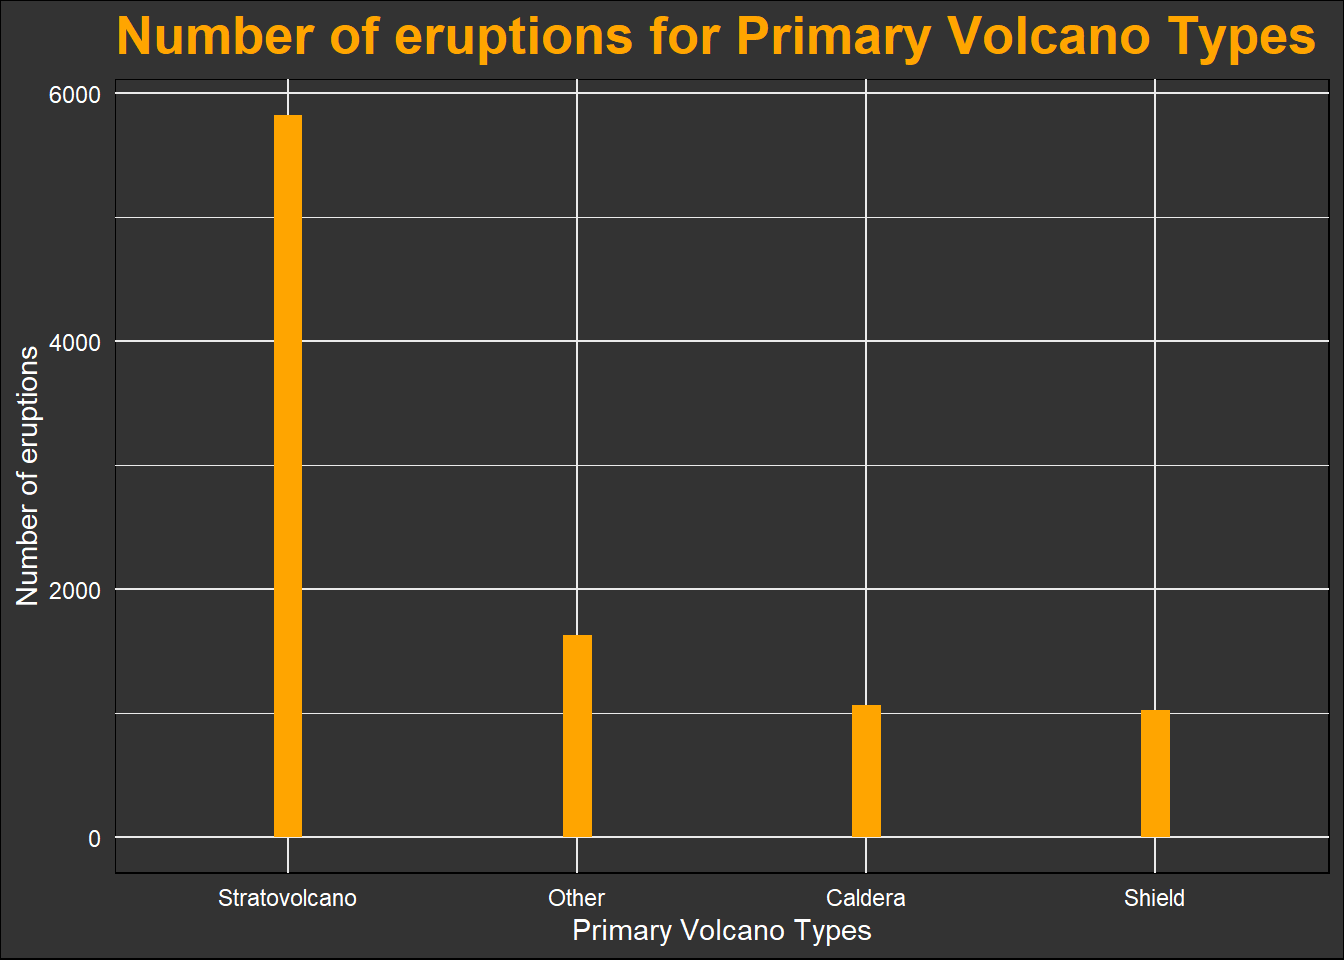 Number of eruptions for Primary Volcano Types
Number of eruptions
6000
4000
2000
0
Stratovolcano Other Caldera Shield
Primary Volcano Types